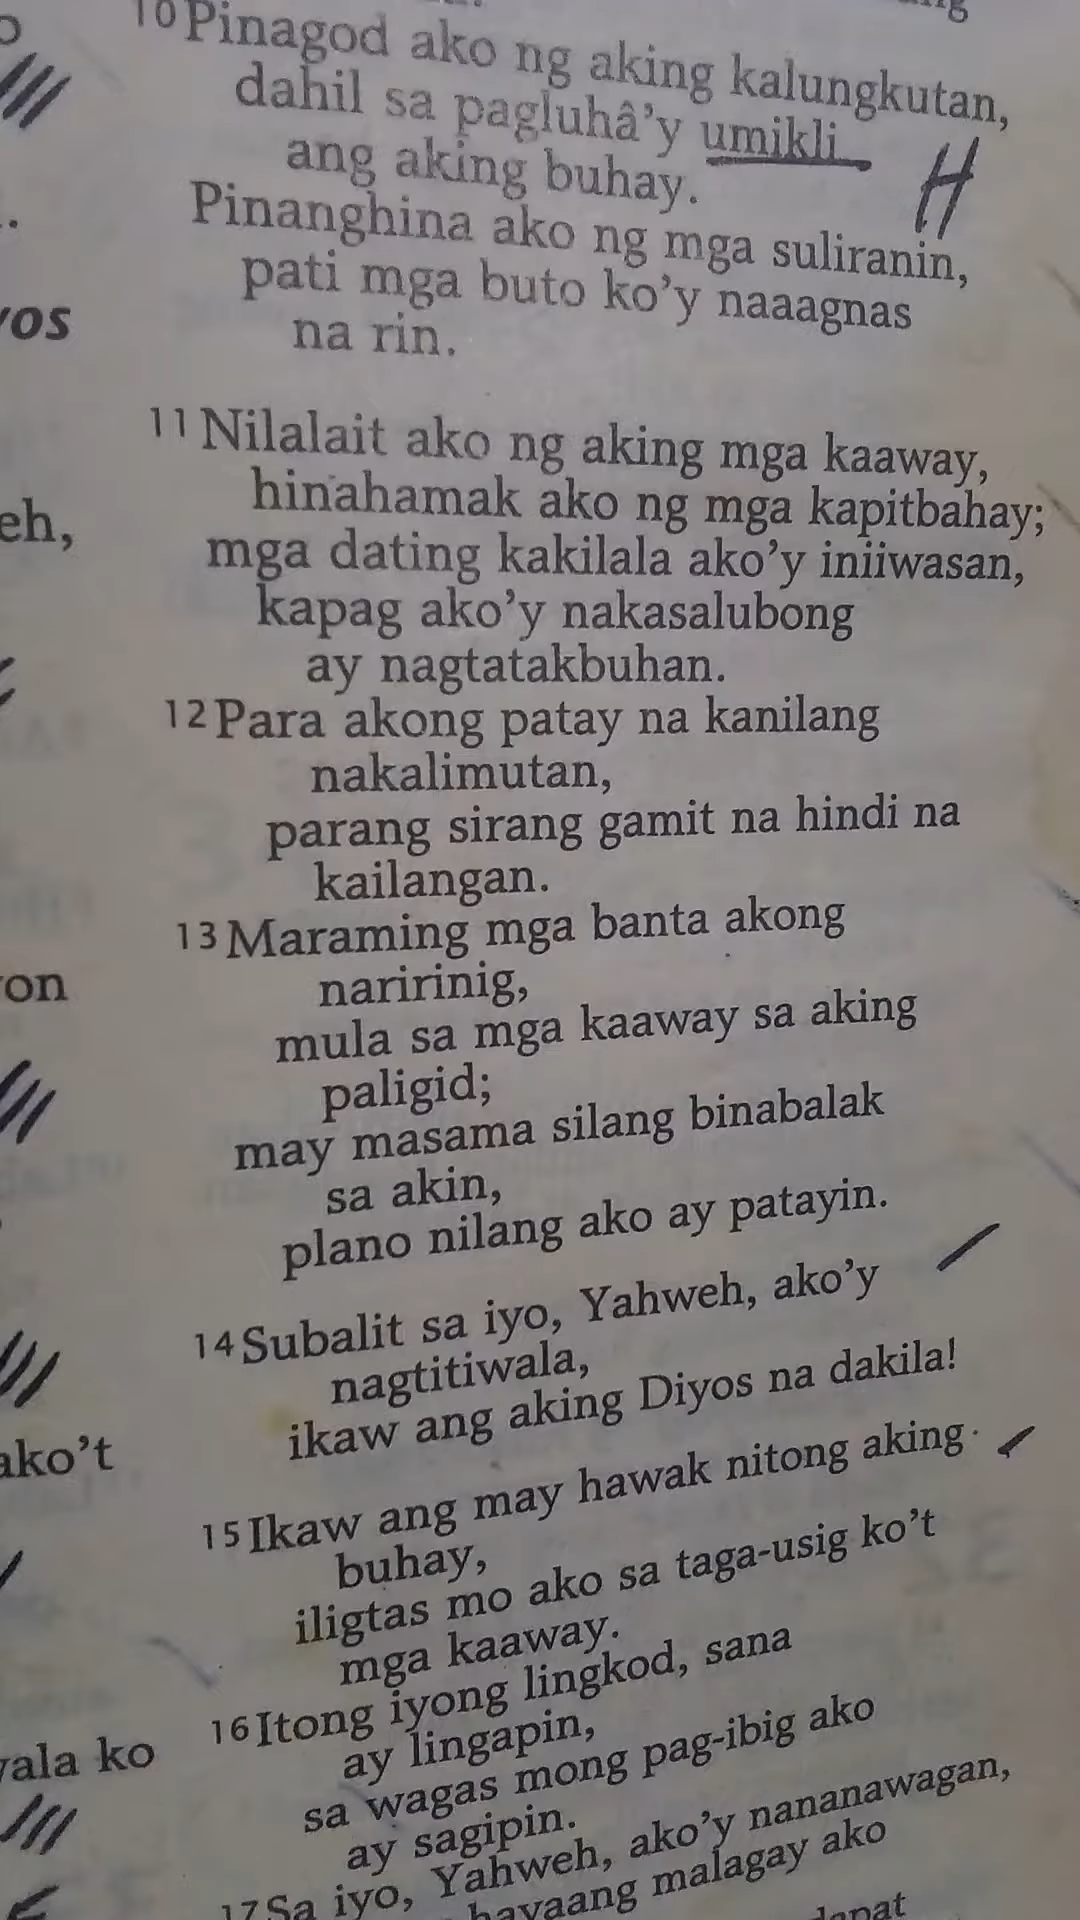 10 Pinagod ako ng aking kalungkutan,
dahil sa pagluhâ’y umikli
ang aking buhay.
Pinanghina ako ng mga suliranin,
pati mga buto ko’y naaagnas
na rin.
11 Nilalait ako ng aking mga kaaway,
hinahamak ako ng mga kapitbahay;
mga dating kakilala ako’y iniiwasan,
kapag ako’y nakasalubong
ay nagtatakbuhan.
12 Para akong patay na kanilang
nakalimutan,
parang sirang gamit na hindi na
kailangan.
13 Maraming mga banta akong
naririnig,
mula sa mga kaaway sa aking
paligid;
may masama silang binabalak
sa akin,
plano nilang ako ay patayin.
14 Subalit sa iyo, Yahweh, ako’y
nagtitiwala,
ikaw ang aking Diyos na dakila!
15 Ikaw ang may hawak nitong aking
buhay,
iligtas mo ako sa taga-usig ko’t
mga kaaway.
16 Itong iyong lingkod, sana
ay lingapin,
sa wagas mong pag-ibig ako
ay sagipin.
17 Sa iyo, Yahweh, ako’y nananawagan,
hayaang malagay ako
H
eh,
ako’t
ko